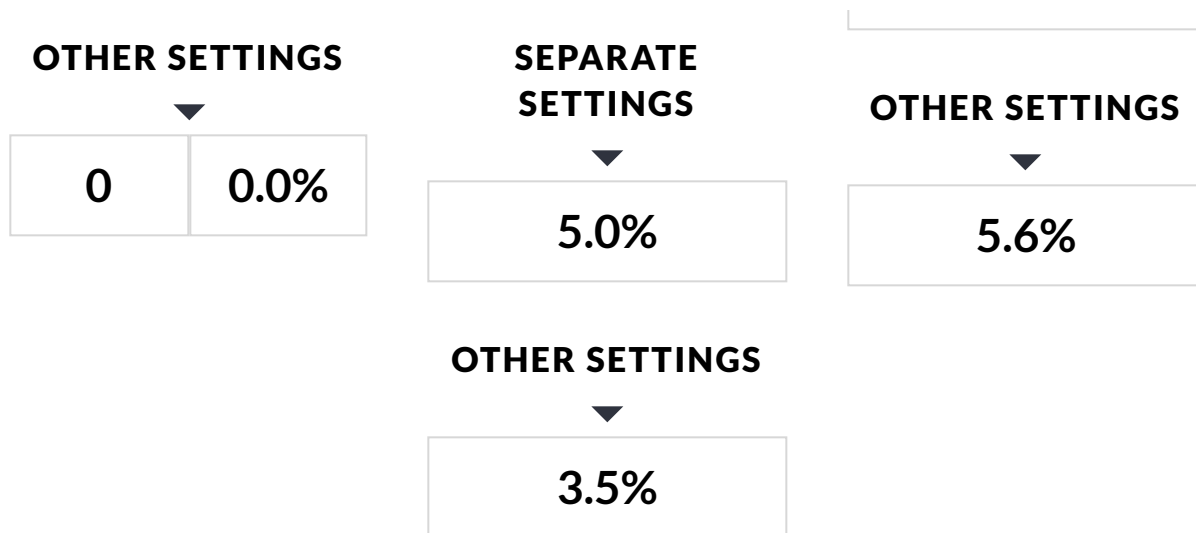 OTHER SETTINGS
0 0.0%
SEPARATE
SETTINGS
5.0%
OTHER SETTINGS
3.5%
OTHER SETTINGS
5.6%